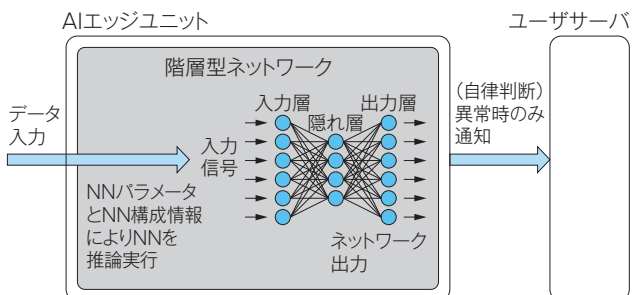 AIエッジユニット
ユーザサーバ
階層型ネットワーク
データ
入力
入力層
隠れ層
出力層
入力
信号
(自律判断)
異常時のみ
通知
NNパラメータ
とNN構成情報
によりNNを
推論実行
ネットワーク
出力